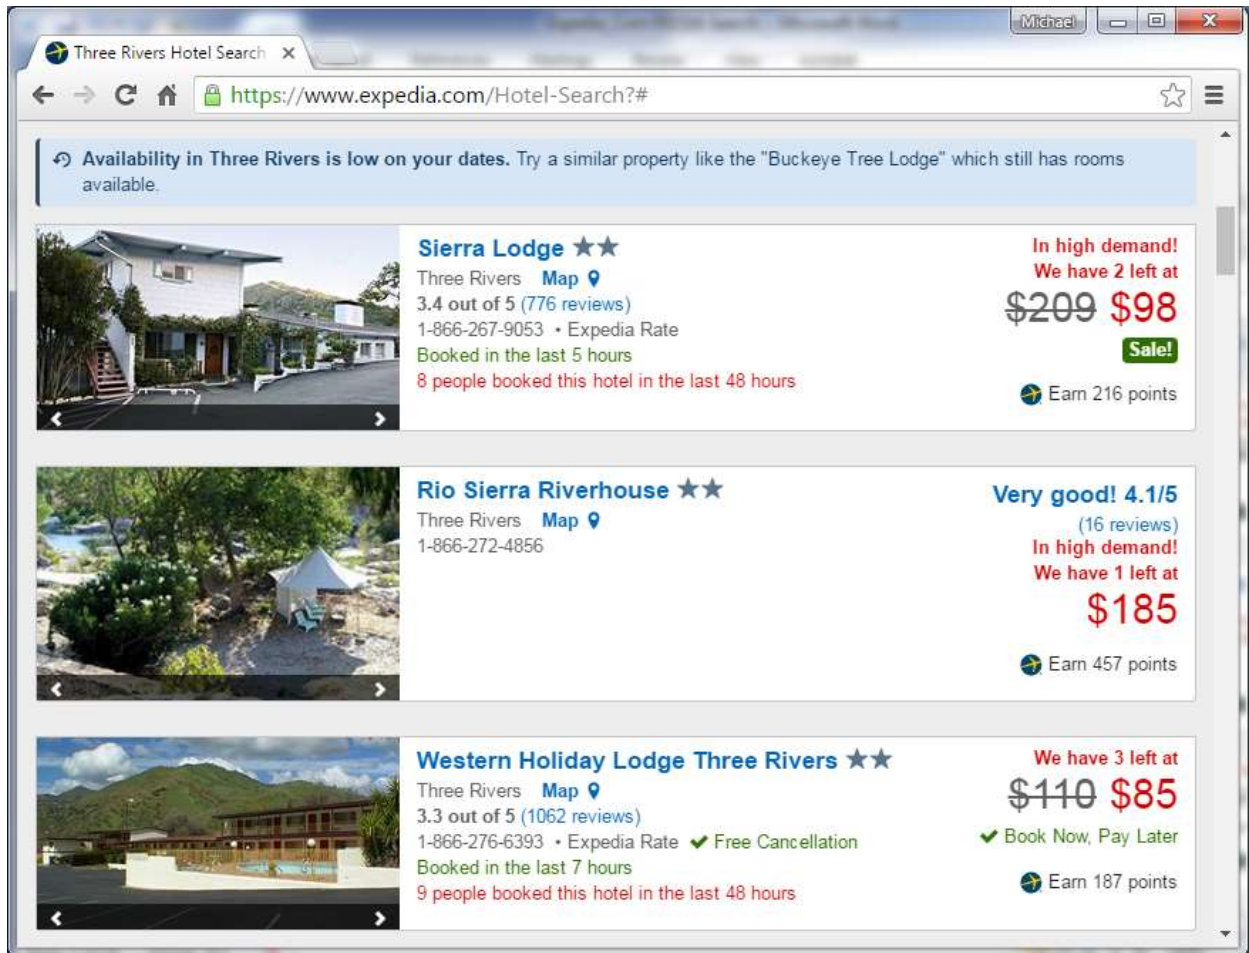 Michael
Three Rivers Hotel Search
https://www.expedia.com/Hotel-Search?#
Availability in Three Rivers is low on your dates. Try a similar property like the "Buckeye Tree Lodge" which still has rooms
available.
Sierra Lodge
Three Rivers Map
3.4 out of 5 (776 reviews)
1-866-267-9053 • Expedia Rate
Booked in the last 5 hours
8 people booked this hotel in the last 48 hours
In high demand!
We have 2 left at
$209 $98
Sale!
Earn 216 points
Rio Sierra Riverhouse
Three Rivers Map
1-866-272-4856
Very good! 4.1/5
(16 reviews)
In high demand!
We have 1 left at
$185
Earn 457 points
Western Holiday Lodge Three Rivers
Three Rivers Map
3.3 out of 5 (1062 reviews)
1-866-276-6393 • Expedia Rate ✔ Free Cancellation
Booked in the last 7 hours
9 people booked this hotel in the last 48 hours
We have 3 left at
$110 $85
✔ Book Now, Pay Later
Earn 187 points